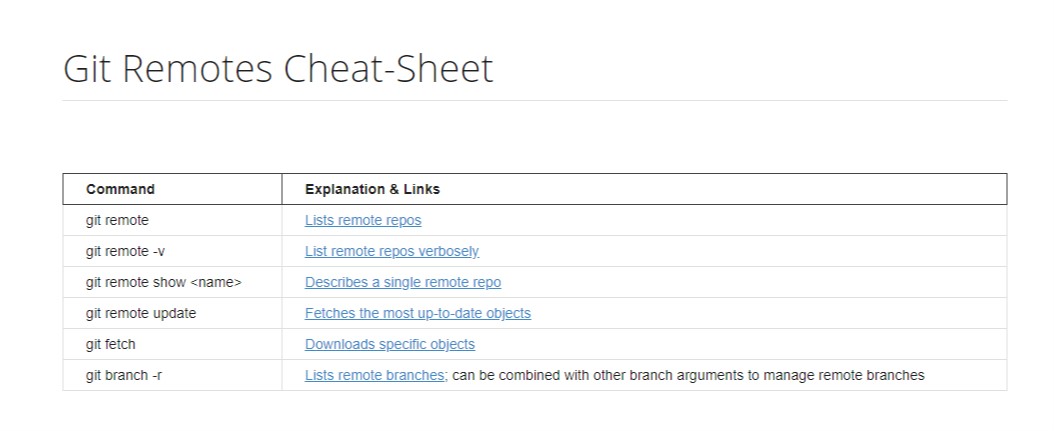 Git Remotes Cheat-Sheet
Command Explanation & Links
git remote Lists remote repos
git remote -v List remote repos verbosely
git remote show <name> Describes a single remote repo
git remote update Fetches the most up-to-date objects
git fetch Downloads specific objects
git branch -r Lists remote branches; can be combined with other branch arguments to manage remote branches